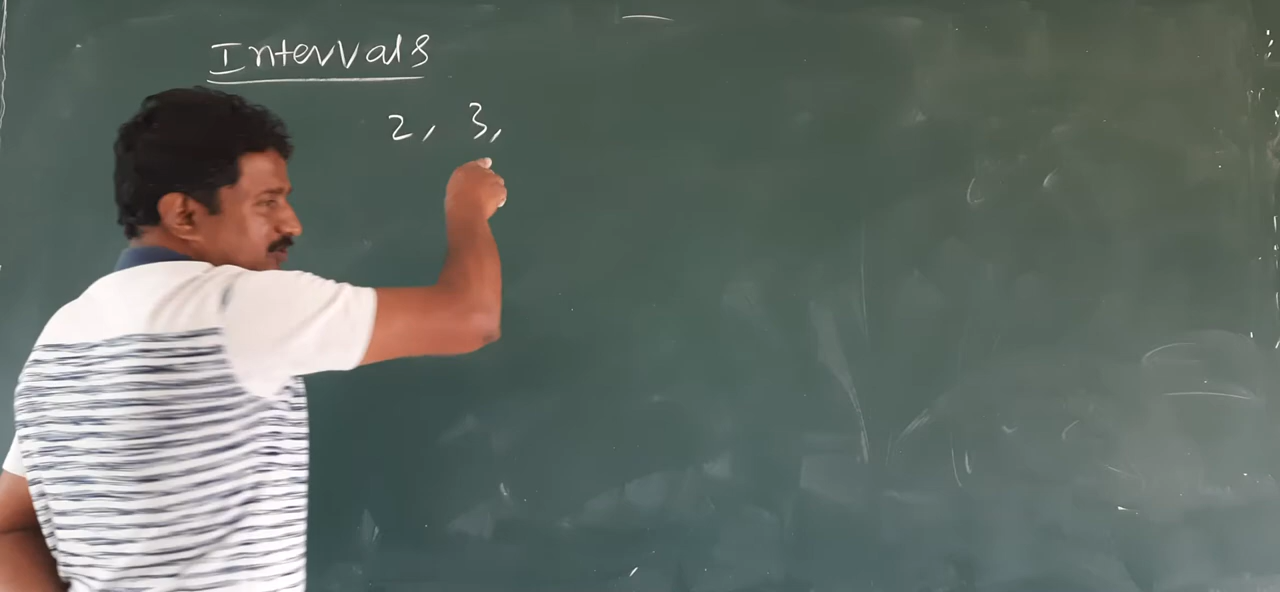 Intervals
2, 3,